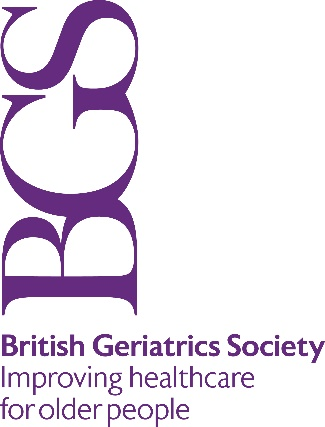 BGS
British Geriatrics Society
Improving healthcare
for older people